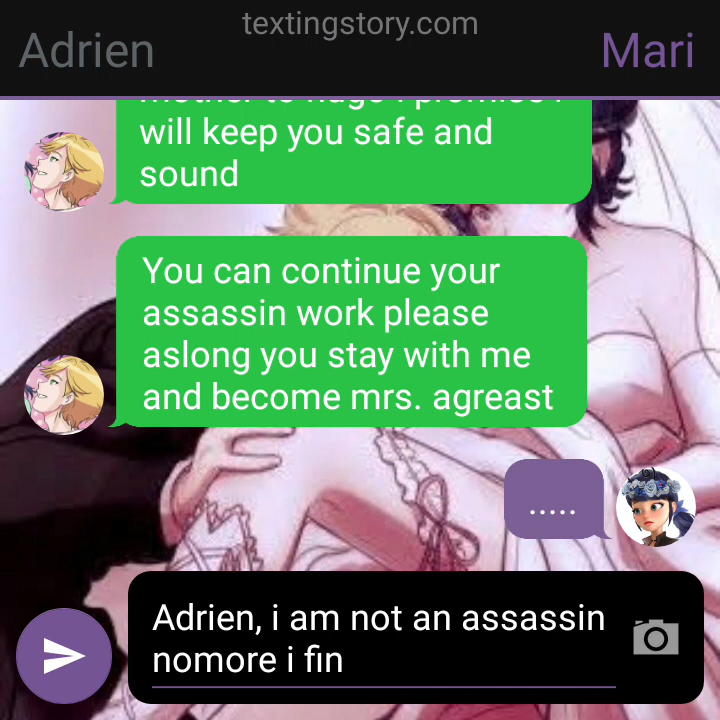 textingstory.com
Adrien
Mari
will keep you safe and
sound
You can continue your
assassin work please
aslong you stay with me
and become mrs. agreast
.....
Adrien, i am not an assassin
nomore i fin